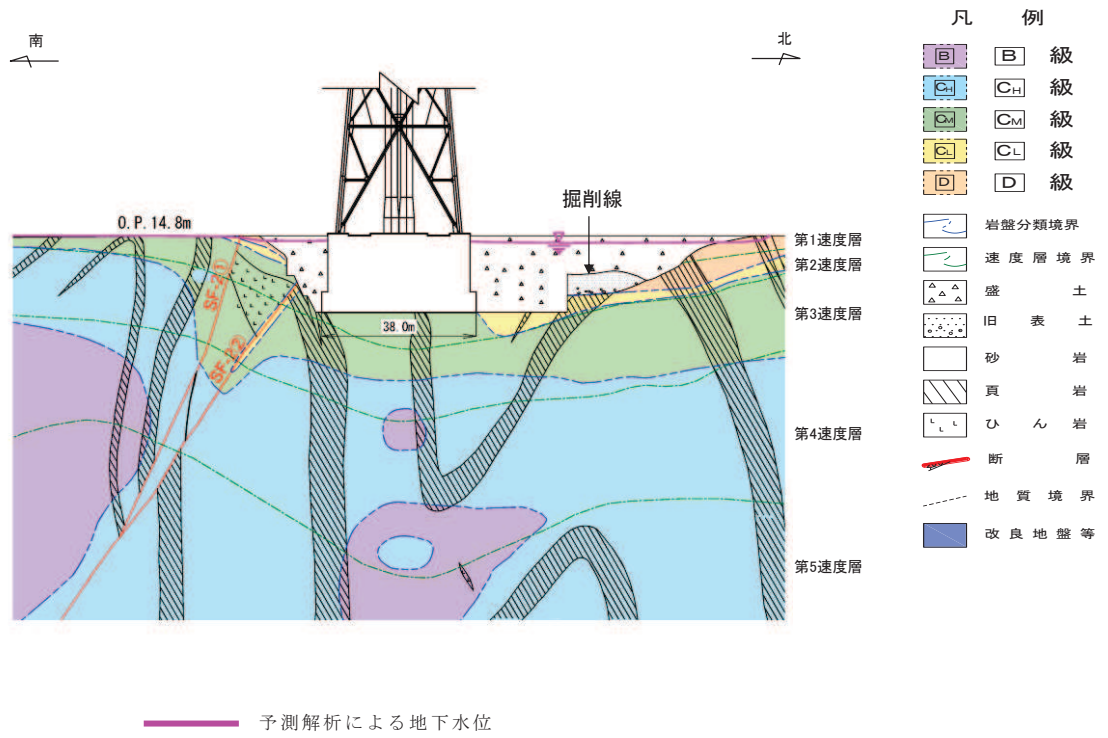 南
北
O.P.14.8m
掘削線
38.0m
SF-2①
SF-2②
第1速度層
第2速度層
第3速度層
第4速度層
第5速度層
凡 例
B B 級
CH CH 級
CM CM 級
CL CL 級
D D 級
岩盤分類境界
速度層境界
盛土
旧表土
砂岩
頁岩
ひん岩
断層
地質境界
改良地盤等
予測解析による地下水位